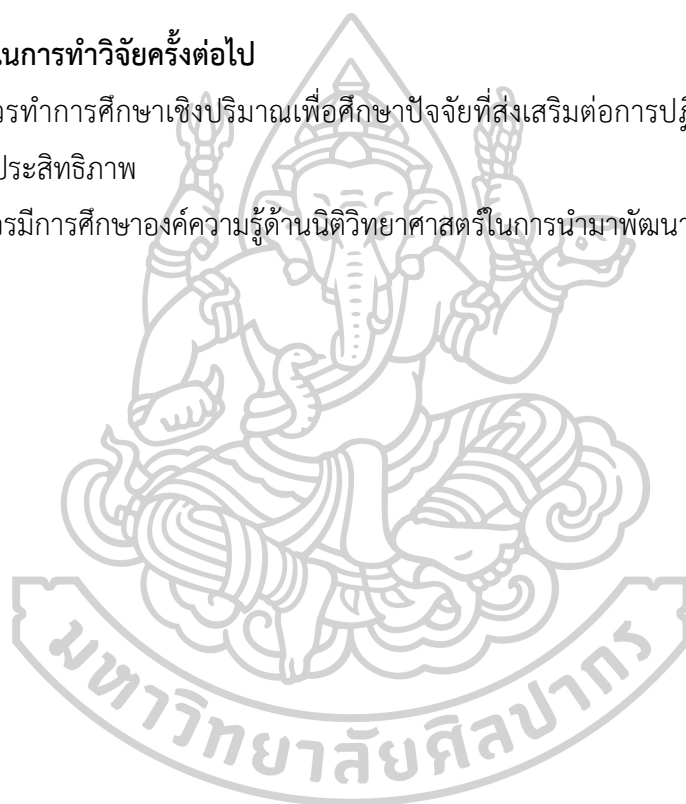 นการทำวิจัยครั้งต่อไป
วรทำการศึกษาเชิงปริมาณเพื่อศึกษาปัจจัยที่ส่งเสริมต่อการปฏิ
ประสิทธิภาพ
รมีการศึกษาองค์ความรู้ด้านนิติวิทยาศาสตร์ในการนำมาพัฒนา
มหาวิทยาลัยศิลปากร